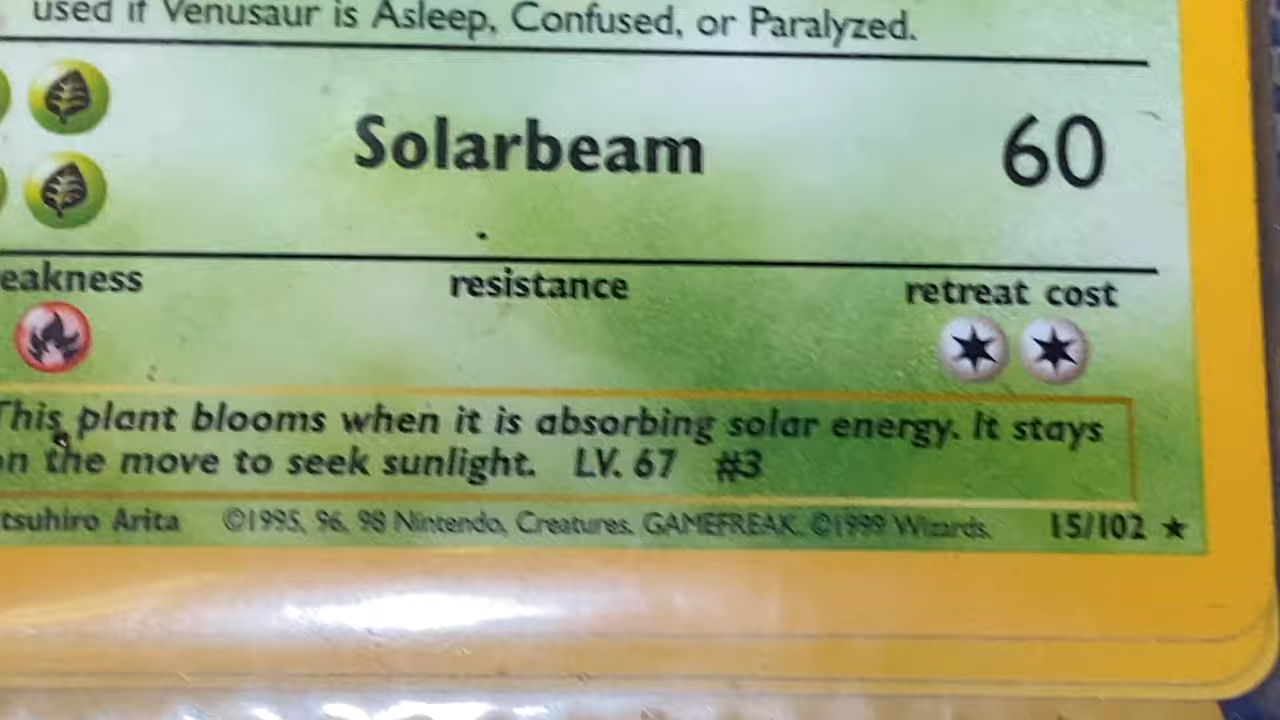 used if Venusaur is Asleep, Confused, or Paralyzed.
Solarbeam 60
eakness resistance retreat cost
This plant blooms when it is absorbing solar energy. It stays
on the move to seek sunlight. LV. 67 #3
tsuhiro Arita ©1995, 96, 98 Nintendo, Creatures, GAMEFREAK. ©1999 Wizards. 15/102 ★